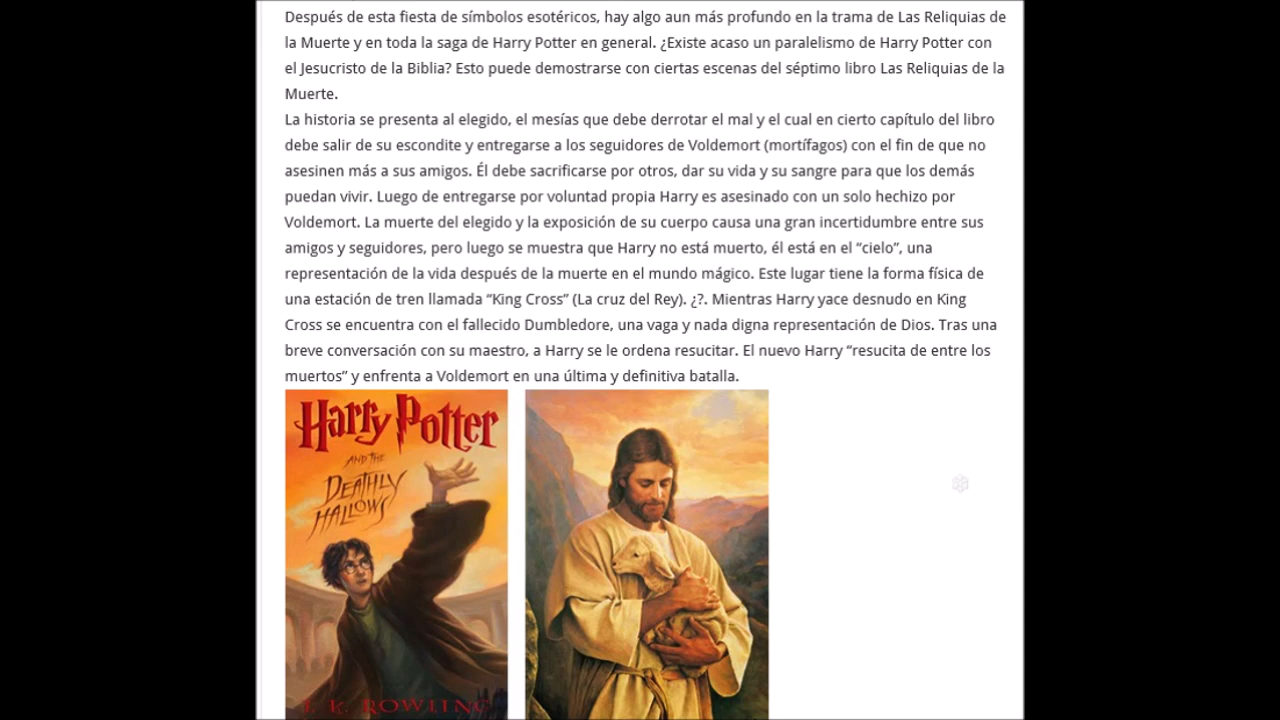 Después de esta fiesta de símbolos esotéricos, hay algo aun más profundo en la trama de Las Reliquias de
la Muerte y en toda la saga de Harry Potter en general. ¿Existe acaso un paralelismo de Harry Potter con
el Jesucristo de la Biblia? Esto puede demostrarse con ciertas escenas del séptimo libro Las Reliquias de la
Muerte.
La historia se presenta al elegido, el mesías que debe derrotar el mal y el cual en cierto capítulo del libro
debe salir de su escondite y entregarse a los seguidores de Voldemort (mortífagos) con el fin de que no
asesinen más a sus amigos. Él debe sacrificarse por otros, dar su vida y su sangre para que los demás
puedan vivir. Luego de entregarse por voluntad propia Harry es asesinado con un solo hechizo por
Voldemort. La muerte del elegido y la exposición de su cuerpo causa una gran incertidumbre entre sus
amigos y seguidores, pero luego se muestra que Harry no está muerto, él está en el “cielo”, una
representación de la vida después de la muerte en el mundo mágico. Este lugar tiene la forma física de
una estación de tren llamada “King Cross” (La cruz del Rey). ¿?. Mientras Harry yace desnudo en King
Cross se encuentra con el fallecido Dumbledore, una vaga y nada digna representación de Dios. Tras una
breve conversación con su maestro, a Harry se le ordena resucitar. El nuevo Harry “resucita de entre los
muertos” y enfrenta a Voldemort en una última y definitiva batalla.
Harry Potter
AND THE
DEATHLY
HALLOWS
J. K. ROWLING